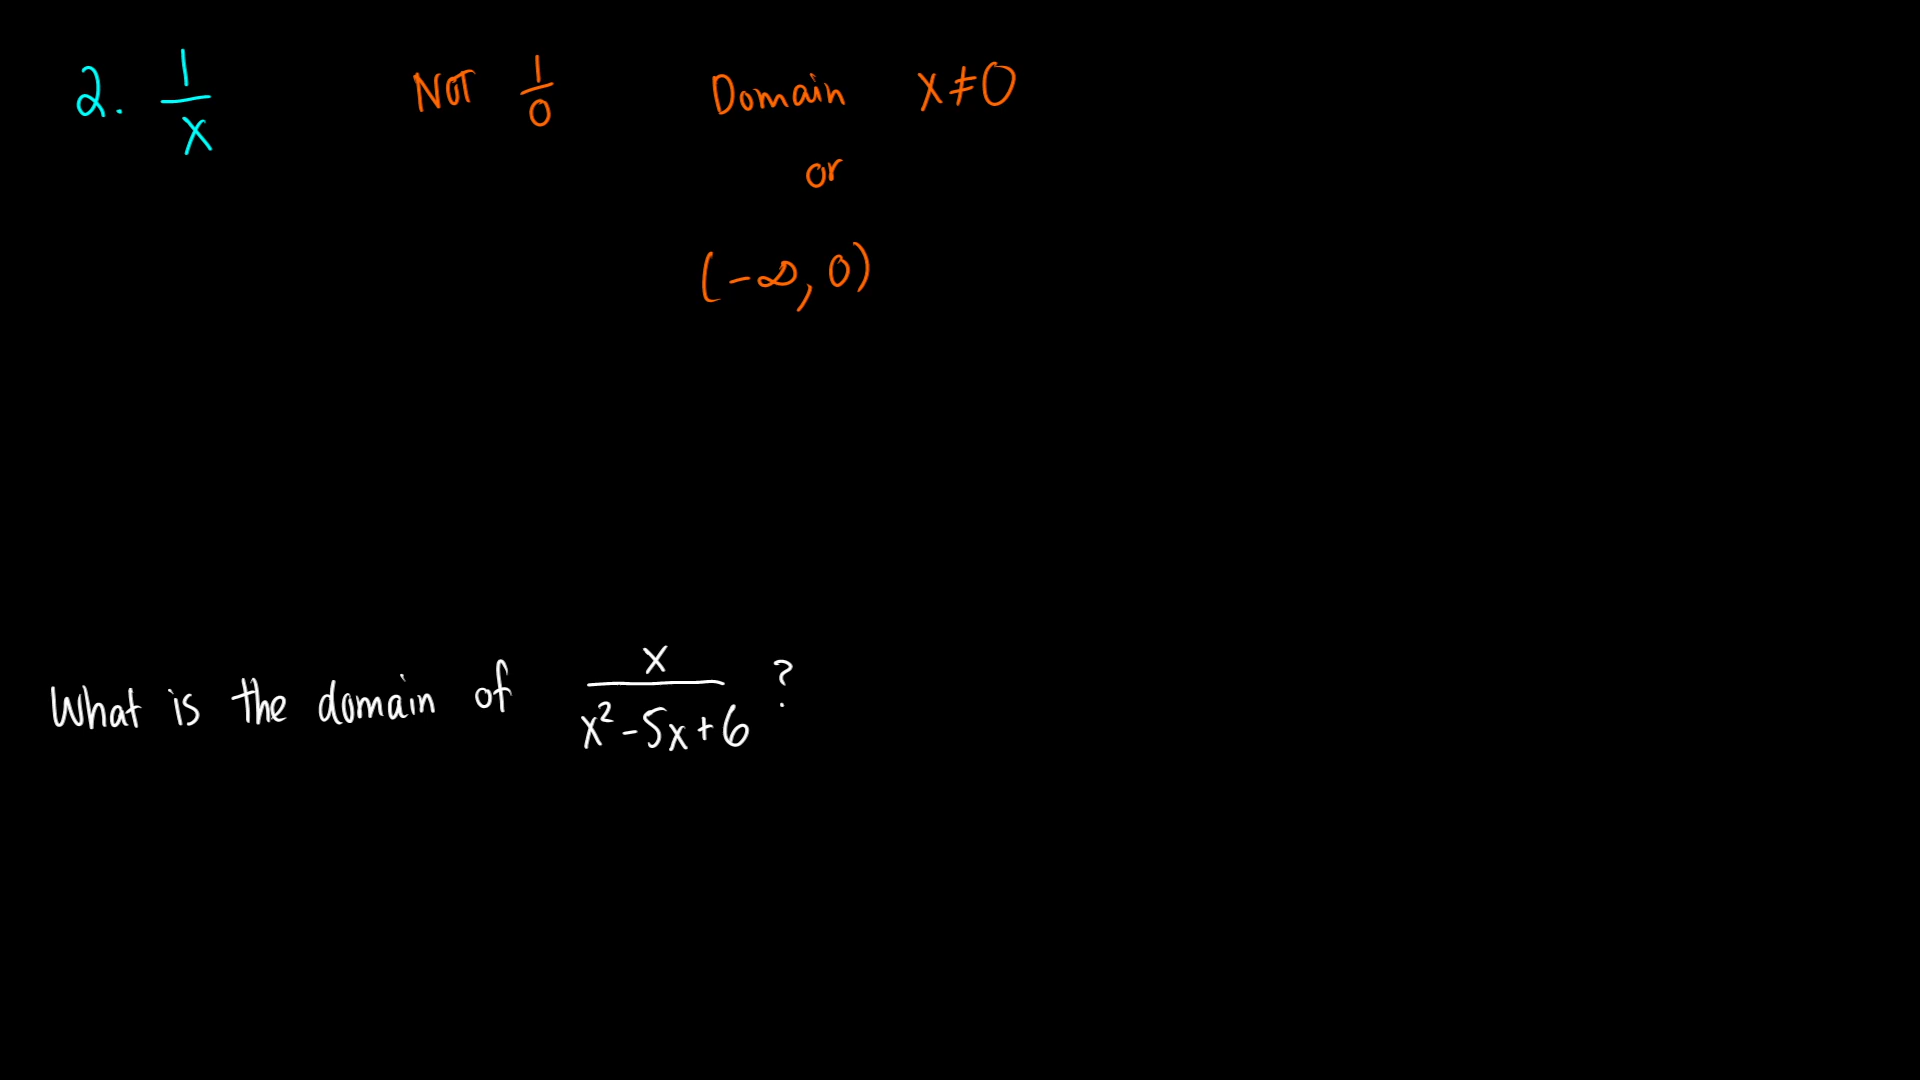 2. 1/x NOT 1/0 Domain x≠0
or
(-∞, 0)
What is the domain of x/(x²-5x+6) ?